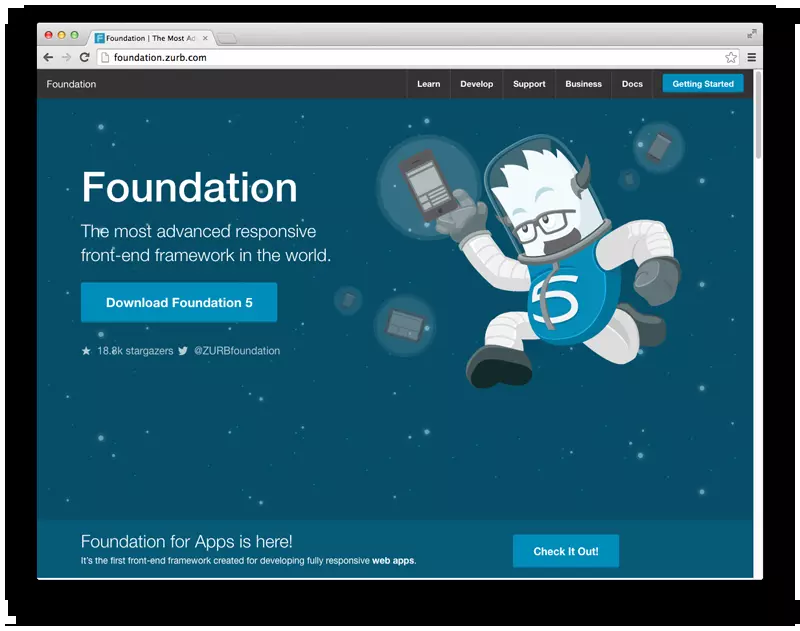 Foundation | The Most Ad
foundation.zurb.com
Foundation
Learn
Develop
Support
Business
Docs
Getting Started
Foundation
The most advanced responsive
front-end framework in the world.
Download Foundation 5
18.8k stargazers @ZURBfoundation
5
Foundation for Apps is here!
It's the first front-end framework created for developing fully responsive web apps.
Check It Out!